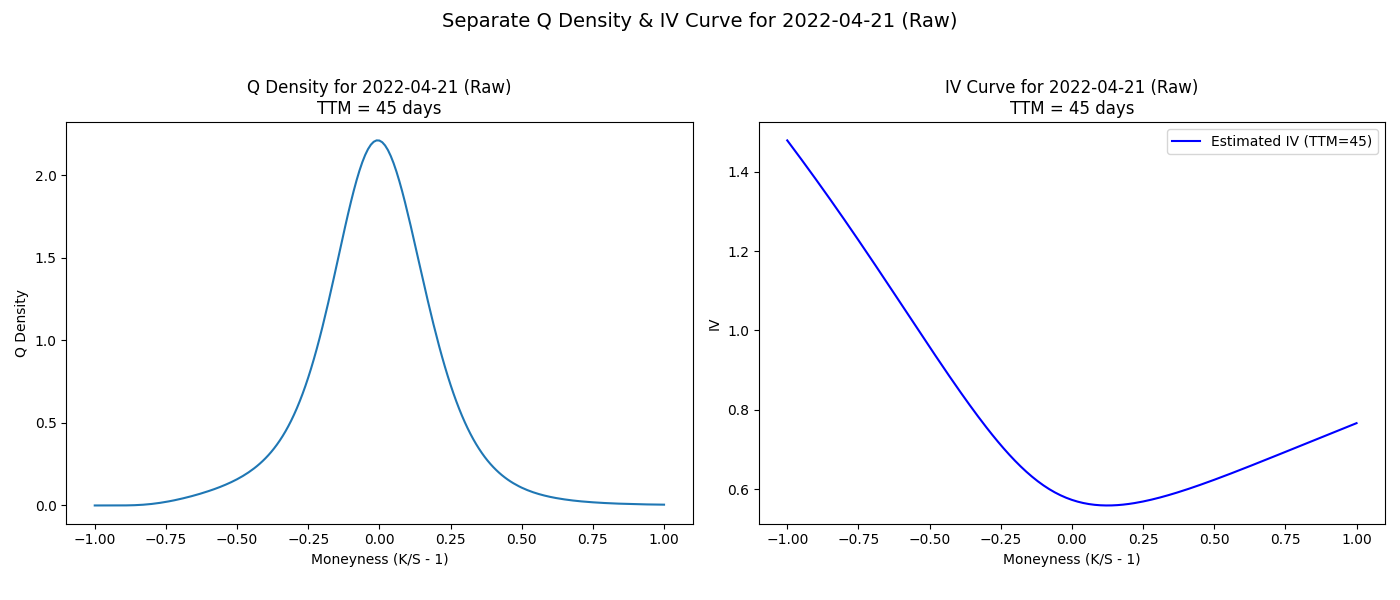 Separate Q Density & IV Curve for 2022-04-21 (Raw)
Q Density for 2022-04-21 (Raw)
TTM = 45 days
Q Density
2.0
1.5
1.0
0.5
0.0
−1.00 −0.75 −0.50 −0.25 0.00 0.25 0.50 0.75 1.00
Moneyness (K/S - 1)
IV Curve for 2022-04-21 (Raw)
TTM = 45 days
Estimated IV (TTM=45)
IV
1.4
1.2
1.0
0.8
0.6
−1.00 −0.75 −0.50 −0.25 0.00 0.25 0.50 0.75 1.00
Moneyness (K/S - 1)